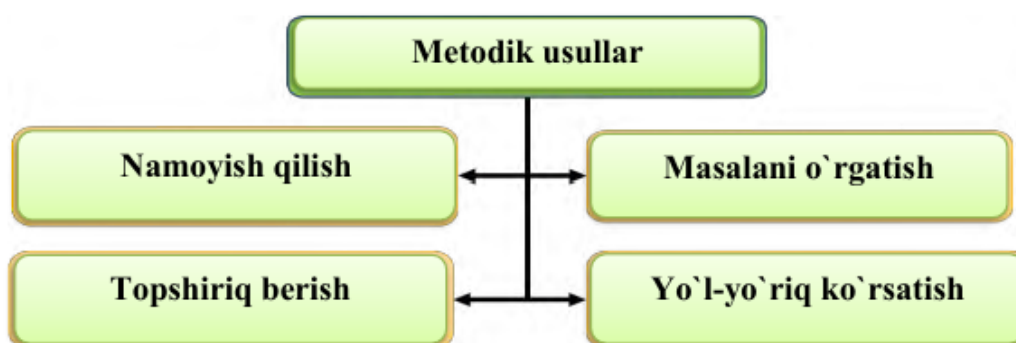 Metodik usullar
Namoyish qilish
Masalani o`rgatish
Topshiriq berish
Yo`l-yo`riq ko`rsatish